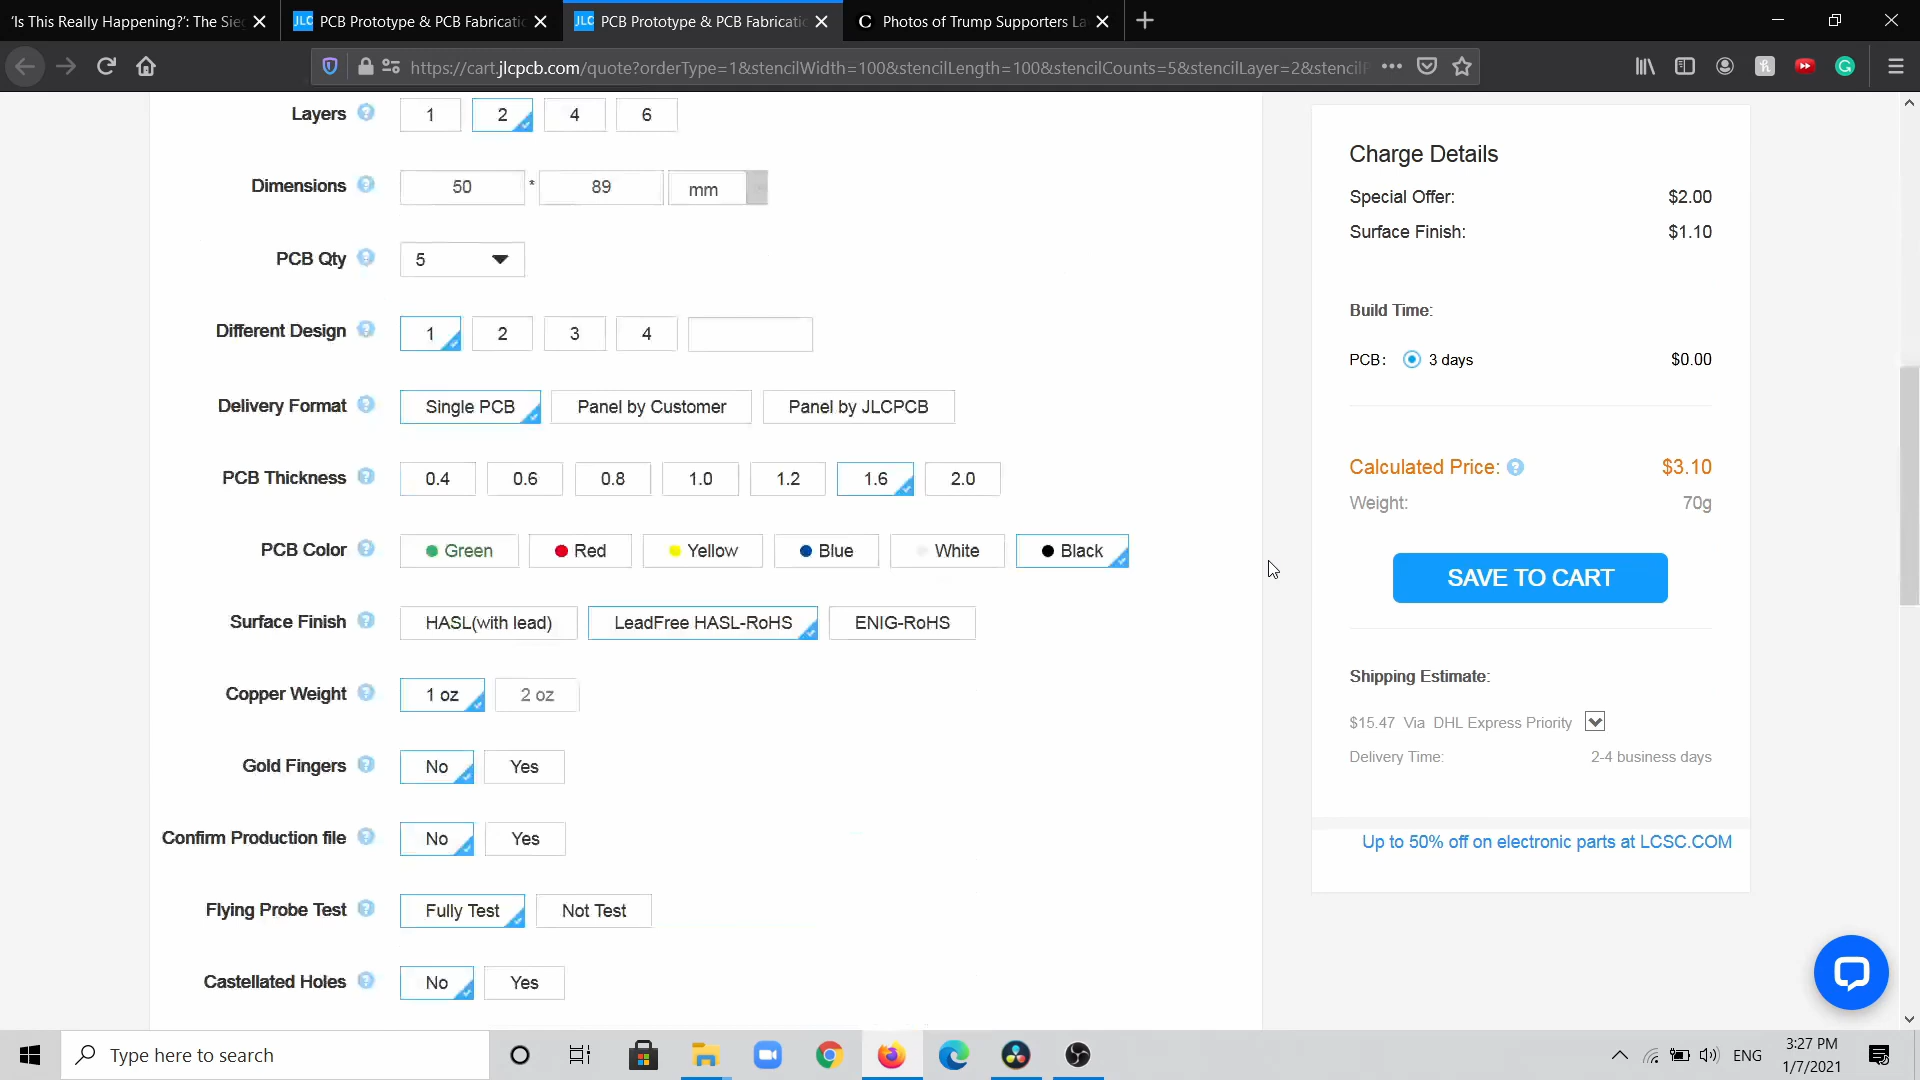 ‘Is This Really Happening?’: The Sie
JLC PCB Prototype & PCB Fabricatio
JLC PCB Prototype & PCB Fabricatio
C Photos of Trump Supporters La
https://cart.jlcpcb.com/quote?orderType=1&stencilWidth=100&stencilLength=100&stencilCounts=5&stencilLayer=2&stencil
Layers ? 1 2 4 6
Dimensions ? 50 * 89 mm
PCB Qty ? 5
Different Design ? 1 2 3 4
Delivery Format ? Single PCB Panel by Customer Panel by JLCPCB
PCB Thickness ? 0.4 0.6 0.8 1.0 1.2 1.6 2.0
PCB Color ? Green Red Yellow Blue White Black
Surface Finish ? HASL(with lead) LeadFree HASL-RoHS ENIG-RoHS
Copper Weight ? 1 oz 2 oz
Gold Fingers ? No Yes
Confirm Production file ? No Yes
Flying Probe Test ? Fully Test Not Test
Castellated Holes ? No Yes
Charge Details
Special Offer: $2.00
Surface Finish: $1.10
Build Time:
PCB: 3 days $0.00
Calculated Price: ? $3.10
Weight: 70g
SAVE TO CART
Shipping Estimate:
$15.47 Via DHL Express Priority
Delivery Time: 2-4 business days
Up to 50% off on electronic parts at LCSC.COM
Type here to search
ENG
3:27 PM
1/7/2021